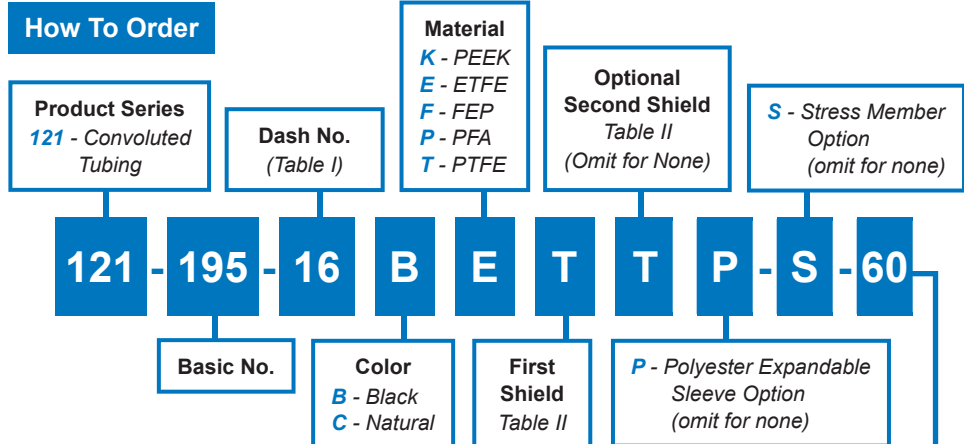 How To Order
Product Series
121 - Convoluted
Tubing
Dash No.
(Table I)
Material
K - PEEK
E - ETFE
F - FEP
P - PFA
T - PTFE
Optional
Second Shield
Table II
(Omit for None)
S - Stress Member
Option
(omit for none)
121 - 195 - 16 B E T T P - S - 60
Basic No.
Color
B - Black
C - Natural
First
Shield
Table II
P - Polyester Expandable
Sleeve Option
(omit for none)